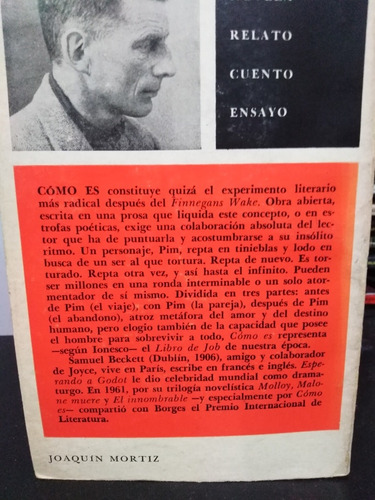 RELATO
CUENTO
ENSAYO
CÓMO ES constituye quizá el experimento literario
más radical después del Finnegans Wake. Obra abierta,
escrita en una prosa que liquida este concepto, o en es-
trofas poéticas, exige una colaboración absoluta del lec-
tor que ha de puntuarla y acostumbrarse a su insólito
ritmo. Un personaje, Pim, repta en tinieblas y lodo en
busca de un ser al que tortura. Repta de nuevo. Es tor-
turado. Repta otra vez, y así hasta el infinito. Pueden
ser millones en una ronda interminable o un solo ator-
mentador de sí mismo. Dividida en tres partes: antes
de Pim (el viaje), con Pim (la pareja), después de Pim
(el abandono), atroz metáfora del amor y del destino
humano, pero elogio también de la capacidad que posee
el hombre para sobrevivir a todo, Cómo es representa
—según Ionesco— el Libro de Job de nuestra época.
Samuel Beckett (Dublín, 1906), amigo y colaborador
de Joyce, vive en París, escribe en francés e inglés. Espe-
rando a Godot le dio celebridad mundial como drama-
turgo. En 1961, por su trilogía novelística Molloy, Malo-
ne muere y El innombrable —y especialmente por Cómo
es— compartió con Borges el Premio Internacional de
Literatura.
JOAQUÍN MORTIZ